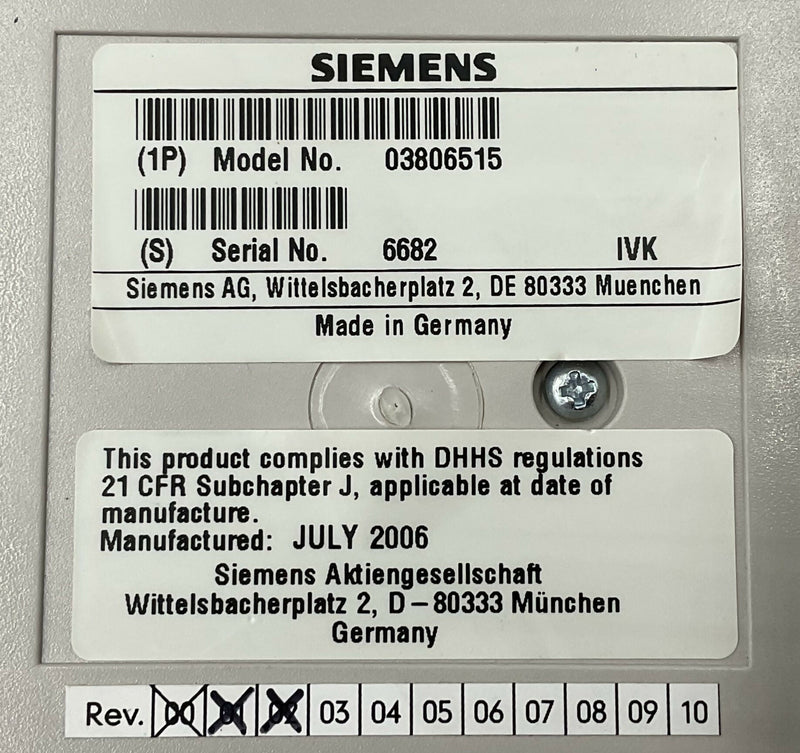 SIEMENS
(1P) Model No. 03806515
(S) Serial No. 6682 IVK
Siemens AG, Wittelsbacherplatz 2, DE 80333 Muenchen
Made in Germany
This product complies with DHHS regulations
21 CFR Subchapter J, applicable at date of
manufacture.
Manufactured: JULY 2006
Siemens Aktiengesellschaft
Wittelsbacherplatz 2, D-80333 München
Germany
Rev. 00 01 02 03 04 05 06 07 08 09 10